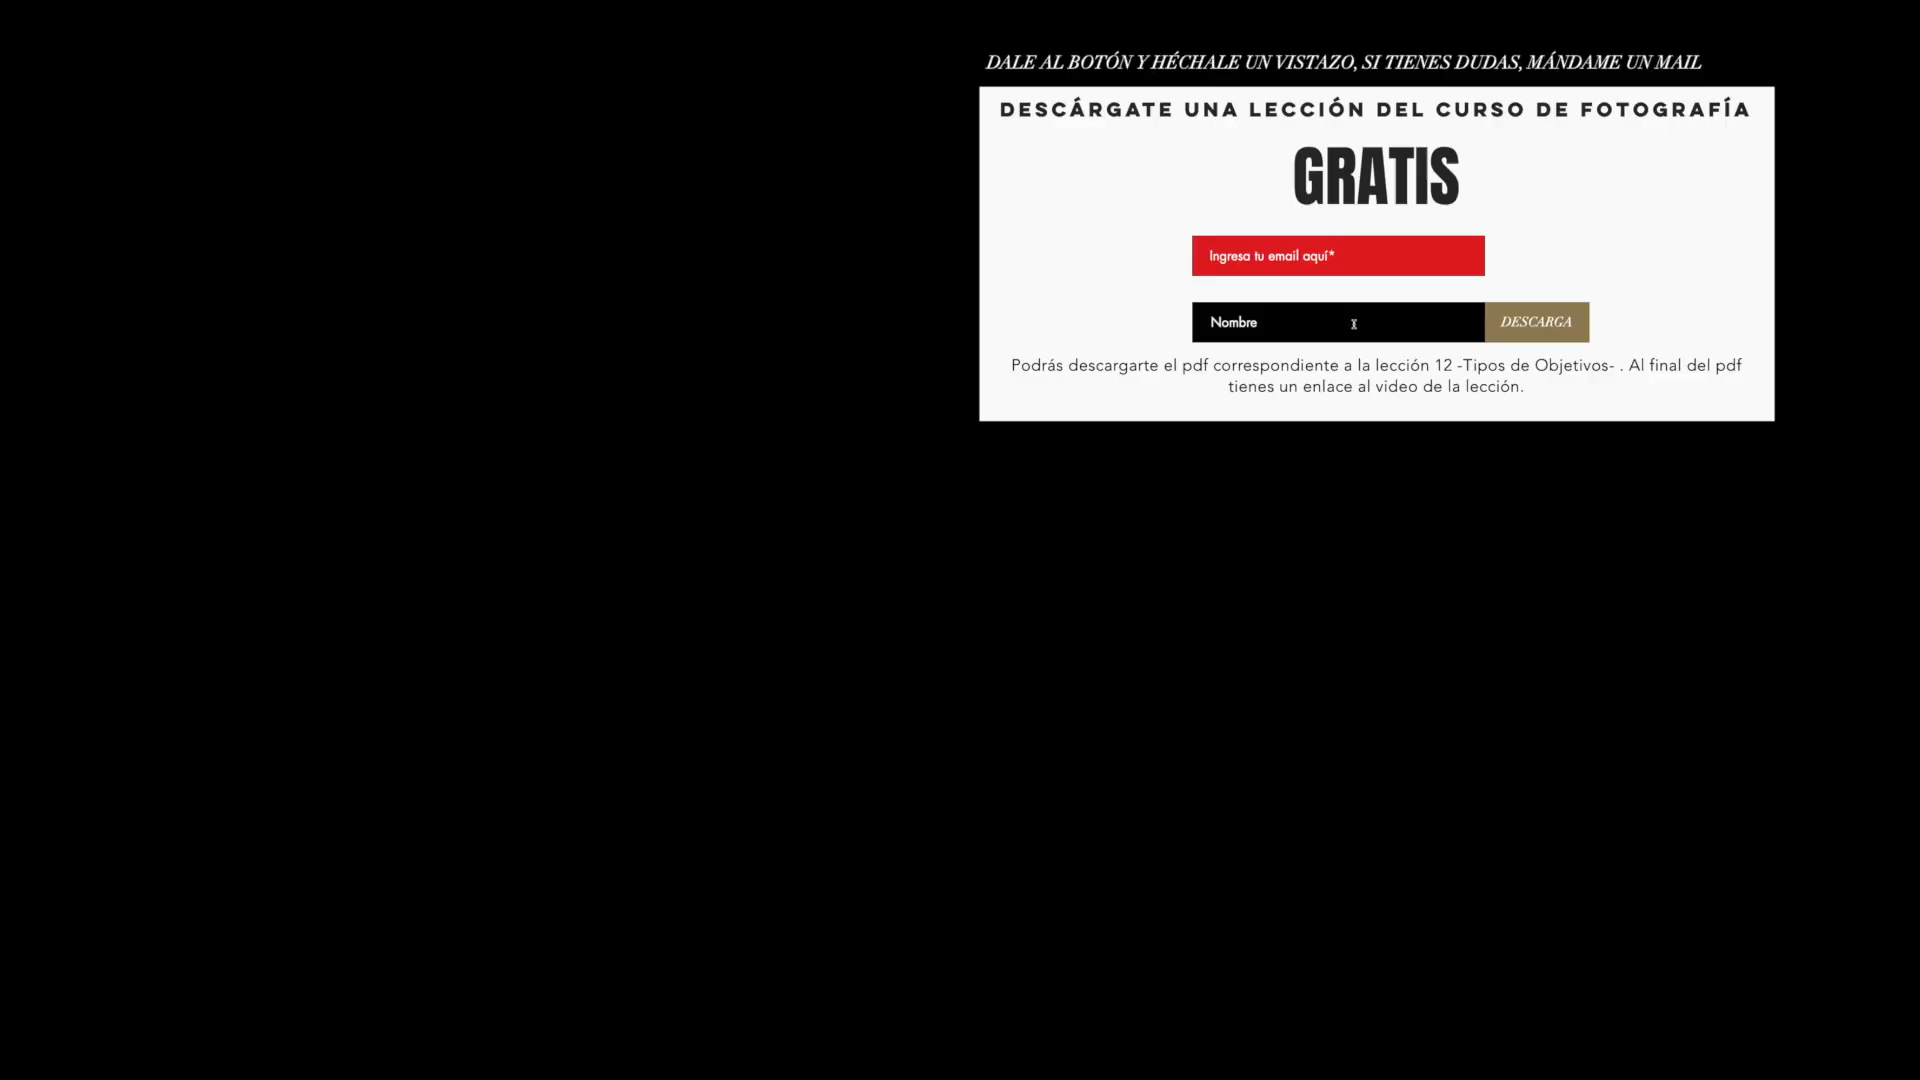 DALE AL BOTÓN Y HÉCHALE UN VISTAZO, SI TIENES DUDAS, MÁNDAME UN MAIL
DESCÁRGATE UNA LECCIÓN DEL CURSO DE FOTOGRAFÍA
GRATIS
Ingresa tu email aquí*
Nombre
DESCARGA
Podrás descargarte el pdf correspondiente a la lección 12 -Tipos de Objetivos- . Al final del pdf
tienes un enlace al video de la lección.